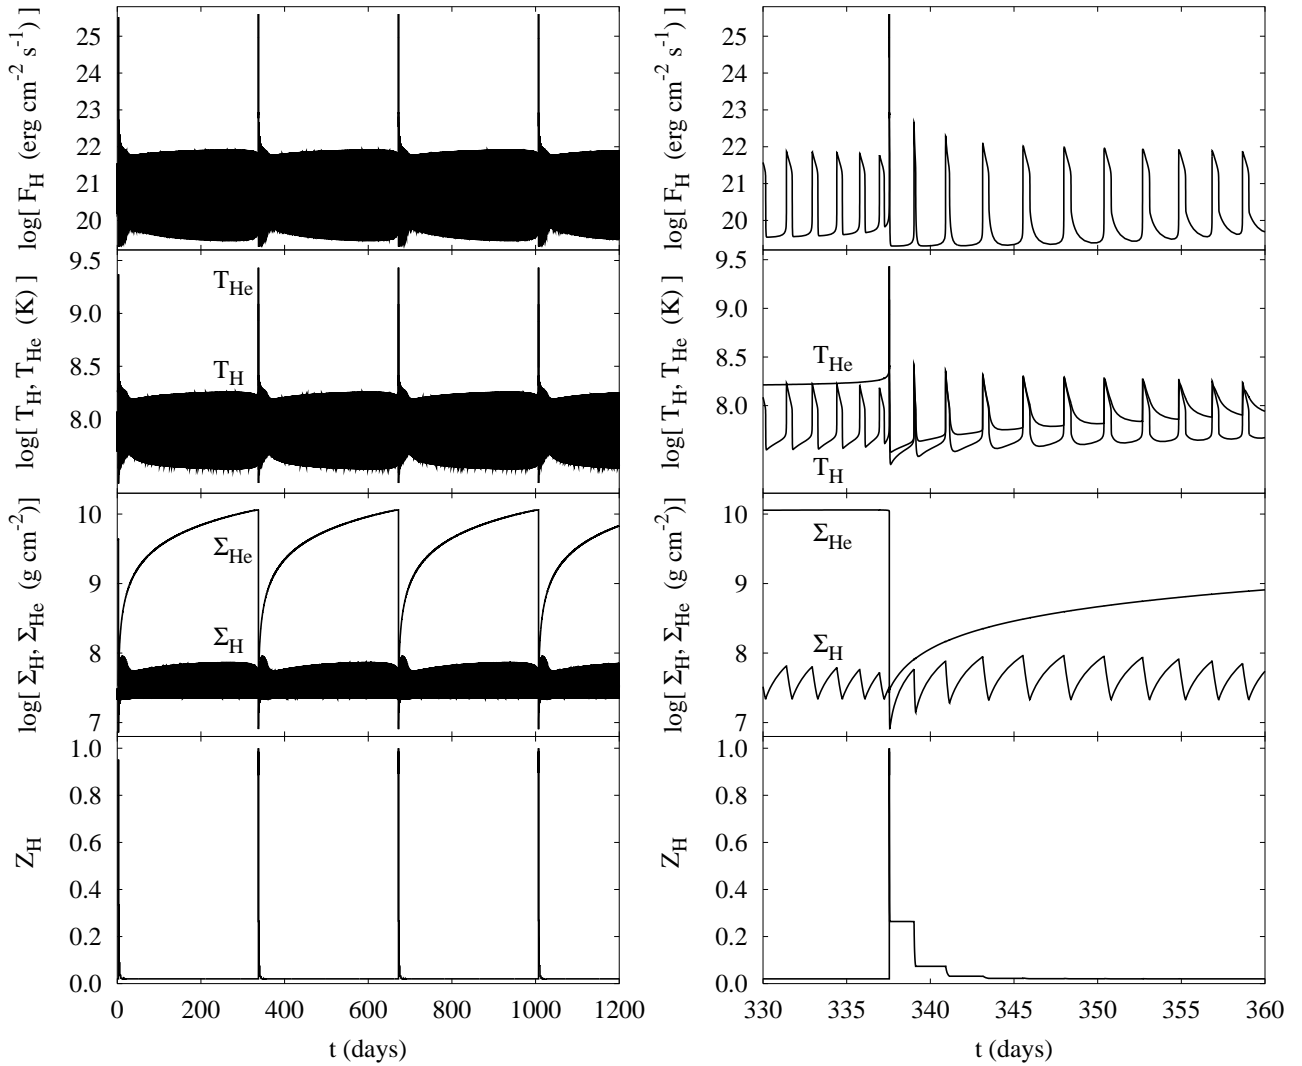 log[ F_H (erg cm^-2 s^-1) ]
25
24
23
22
21
20
log[ T_H, T_He (K) ]
9.5
9.0
8.5
8.0
T_He
T_H
log[ Σ_H, Σ_He (g cm^-2)]
10
9
8
7
Σ_He
Σ_H
Z_H
1.0
0.8
0.6
0.4
0.2
0.0
0 200 400 600 800 1000 1200
t (days)
log[ F_H (erg cm^-2 s^-1) ]
25
24
23
22
21
20
log[ T_H, T_He (K) ]
9.5
9.0
8.5
8.0
T_He
T_H
log[ Σ_H, Σ_He (g cm^-2)]
10
9
8
7
Σ_He
Σ_H
Z_H
1.0
0.8
0.6
0.4
0.2
0.0
330 335 340 345 350 355 360
t (days)